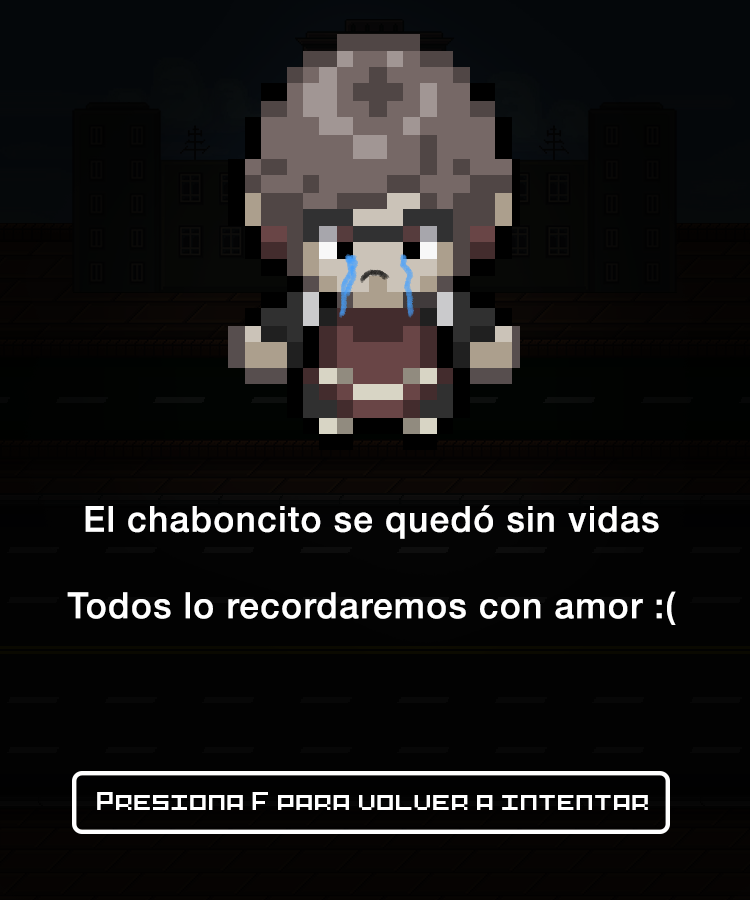 El chaboncito se quedó sin vidas
Todos lo recordaremos con amor :(
Presiona F para volver a intentar